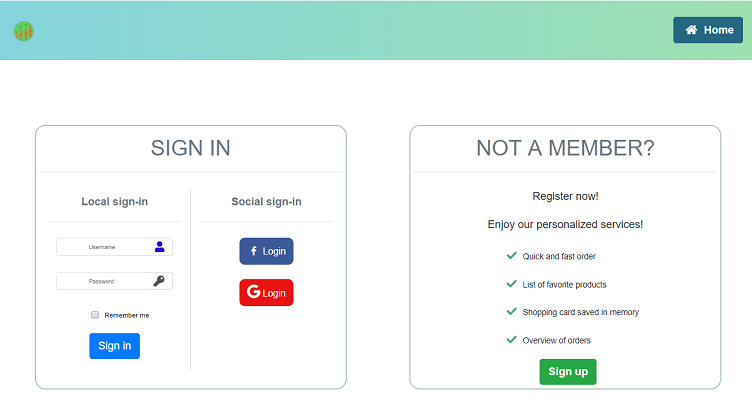 Home
SIGN IN
Local sign-in
Username
Password
Remember me
Sign in
Social sign-in
f Login
G Login
NOT A MEMBER?
Register now!
Enjoy our personalized services!
Quick and fast order
List of favorite products
Shopping card saved in memory
Overview of orders
Sign up